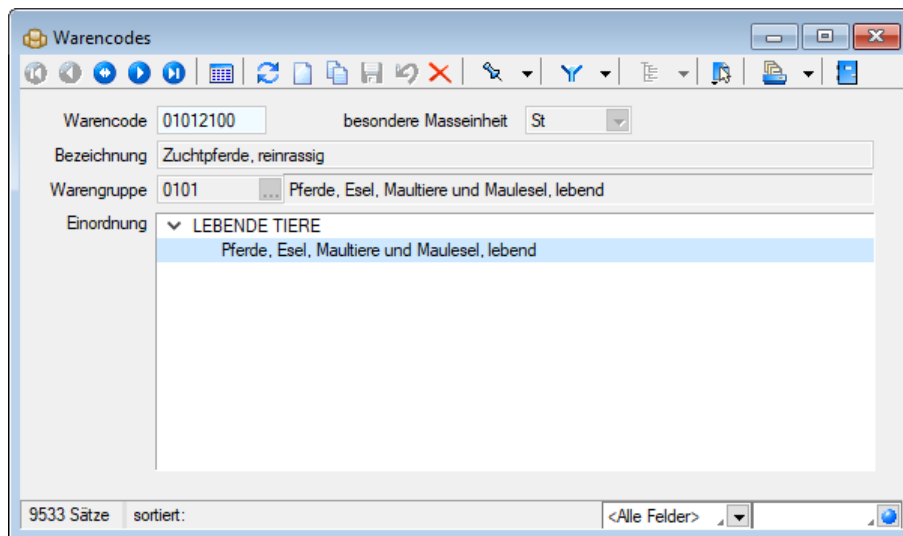 Warencodes
Warencode 01012100 besondere Masseinheit St
Bezeichnung Zuchtpferde, reinrassig
Warengruppe 0101 ... Pferde, Esel, Maultiere und Maulesel, lebend
Einordnung LEBENDE TIERE
Pferde, Esel, Maultiere und Maulesel, lebend
9533 Sätze sortiert: <Alle Felder>